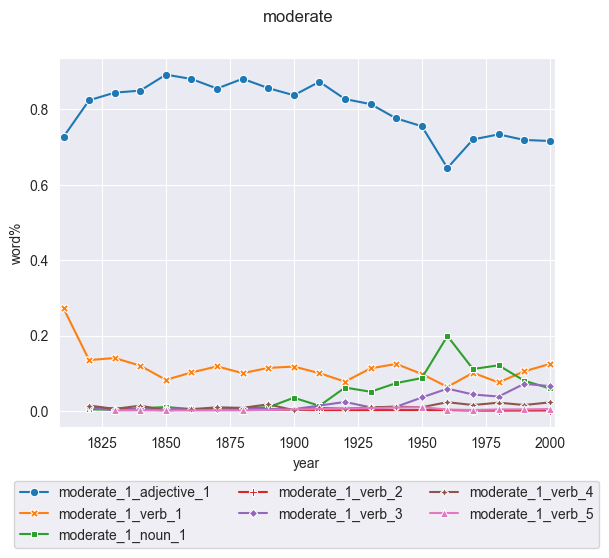 moderate
word%
0.8
0.6
0.4
0.2
0.0
1825 1850 1875 1900 1925 1950 1975 2000
year
moderate_1_adjective_1 moderate_1_verb_2 moderate_1_verb_4
moderate_1_verb_1 moderate_1_verb_3 moderate_1_verb_5
moderate_1_noun_1